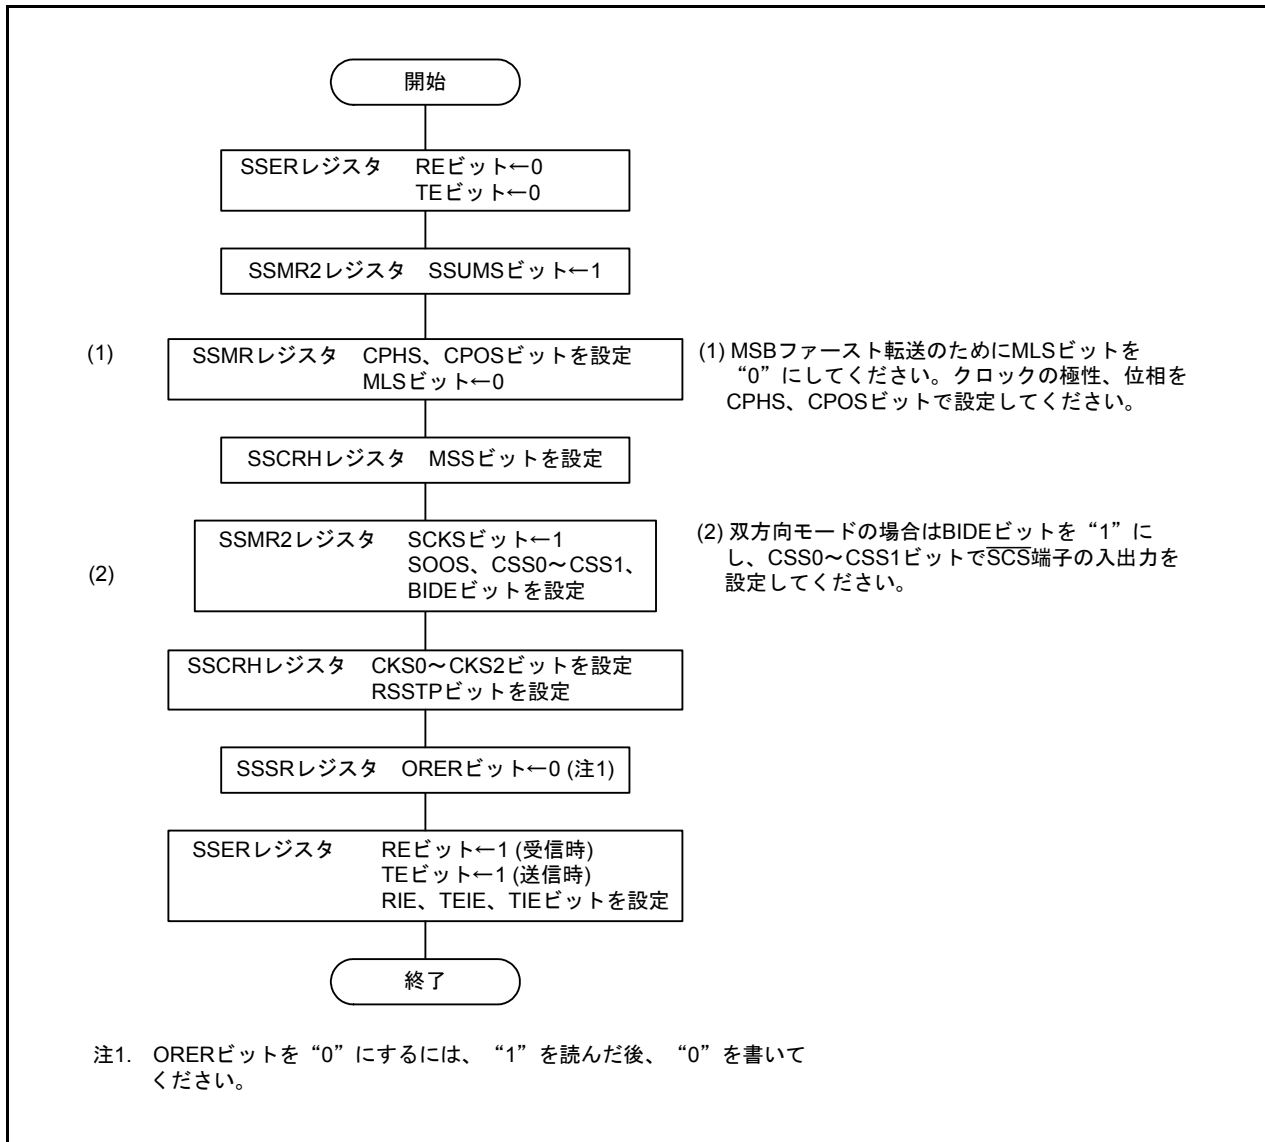 開始
SSERレジスタ REビット←0
TEビット←0
SSMR2レジスタ SSUMSビット←1
(1)
SSMRレジスタ CPHS、CPOSビットを設定
MLSビット←0
(1) MSBファースト転送のためにMLSビットを
“0”にしてください。クロックの極性、位相を
CPHS、CPOSビットで設定してください。
SSCRHレジスタ MSSビットを設定
(2)
SSMR2レジスタ SCKSビット←1
SOOS、CSS0～CSS1、
BIDEビットを設定
(2) 双方向モードの場合はBIDEビットを“1”に
し、CSS0～CSS1ビットでSCS端子の入出力を
設定してください。
SSCRHレジスタ CKS0～CKS2ビットを設定
RSSTPビットを設定
SSSRレジスタ ORERビット←0 (注1)
SSERレジスタ REビット←1 (受信時)
TEビット←1 (送信時)
RIE、TEIE、TIEビットを設定
終了
注1. ORERビットを“0”にするには、“1”を読んだ後、“0”を書いて
ください。